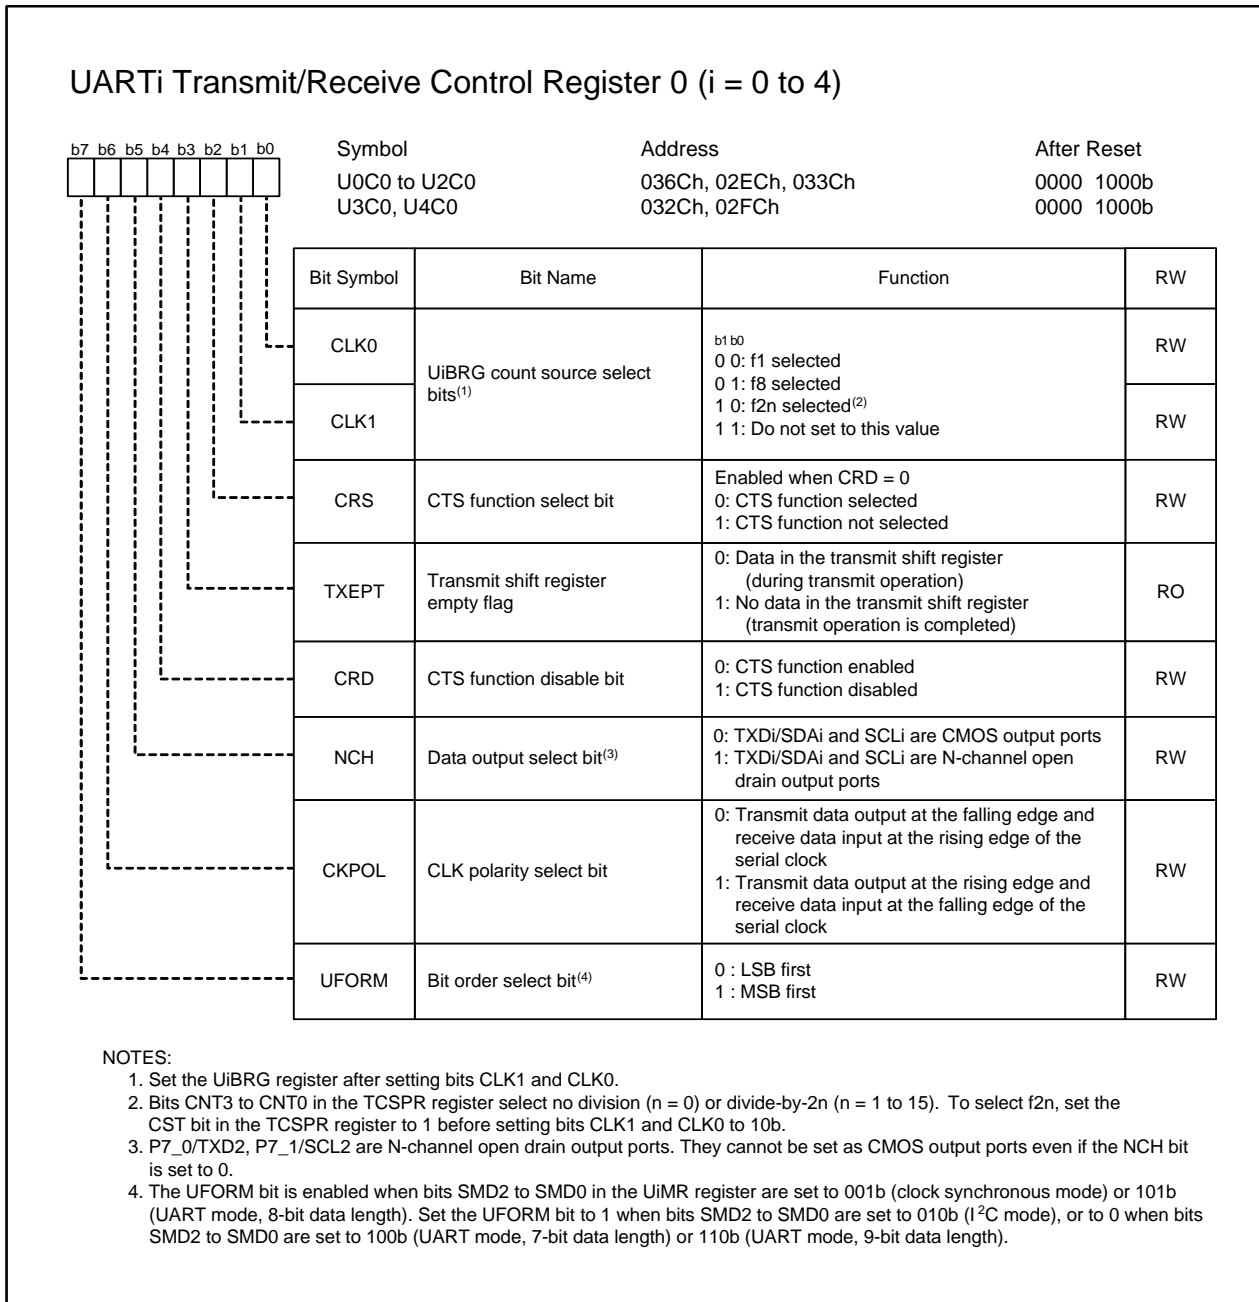 UARTi Transmit/Receive Control Register 0 (i = 0 to 4)
b7 b6 b5 b4 b3 b2 b1 b0
Symbol Address After Reset
U0C0 to U2C0 036Ch, 02ECh, 033Ch 0000 1000b
U3C0, U4C0 032Ch, 02FCh 0000 1000b
Bit Symbol Bit Name Function RW
CLK0
CLK1
UiBRG count source select
bits(1)
b1 b0
0 0: f1 selected
0 1: f8 selected
1 0: f2n selected(2)
1 1: Do not set to this value
RW
RW
CRS
CTS function select bit
Enabled when CRD = 0
0: CTS function selected
1: CTS function not selected
RW
TXEPT
Transmit shift register
empty flag
0: Data in the transmit shift register
(during transmit operation)
1: No data in the transmit shift register
(transmit operation is completed)
RO
CRD
CTS function disable bit
0: CTS function enabled
1: CTS function disabled
RW
NCH
Data output select bit(3)
0: TXDi/SDAi and SCLi are CMOS output ports
1: TXDi/SDAi and SCLi are N-channel open
drain output ports
RW
CKPOL
CLK polarity select bit
0: Transmit data output at the falling edge and
receive data input at the rising edge of the
serial clock
1: Transmit data output at the rising edge and
receive data input at the falling edge of the
serial clock
RW
UFORM
Bit order select bit(4)
0 : LSB first
1 : MSB first
RW
NOTES:
1. Set the UiBRG register after setting bits CLK1 and CLK0.
2. Bits CNT3 to CNT0 in the TCSPR register select no division (n = 0) or divide-by-2n (n = 1 to 15). To select f2n, set the
CST bit in the TCSPR register to 1 before setting bits CLK1 and CLK0 to 10b.
3. P7_0/TXD2, P7_1/SCL2 are N-channel open drain output ports. They cannot be set as CMOS output ports even if the NCH bit
is set to 0.
4. The UFORM bit is enabled when bits SMD2 to SMD0 in the UiMR register are set to 001b (clock synchronous mode) or 101b
(UART mode, 8-bit data length). Set the UFORM bit to 1 when bits SMD2 to SMD0 are set to 010b (I²C mode), or to 0 when bits
SMD2 to SMD0 are set to 100b (UART mode, 7-bit data length) or 110b (UART mode, 9-bit data length).